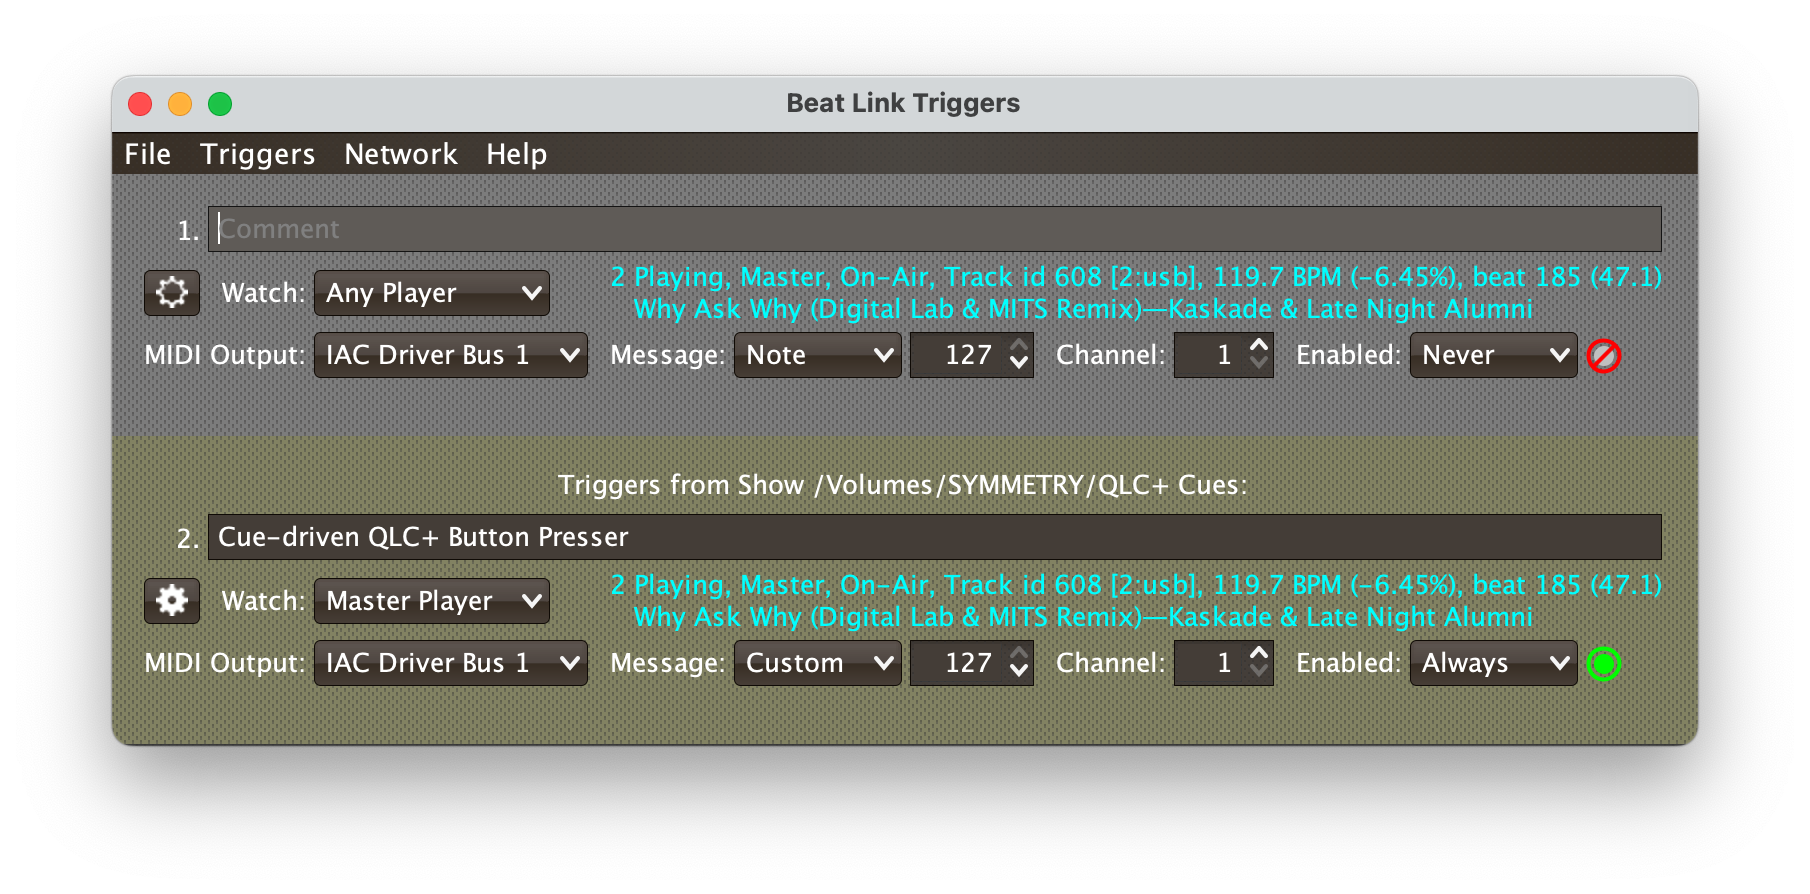 Beat Link Triggers
File Triggers Network Help
1. Comment
Watch: Any Player 2 Playing, Master, On-Air, Track id 608 [2:usb], 119.7 BPM (-6.45%), beat 185 (47.1)
Why Ask Why (Digital Lab & MITS Remix)—Kaskade & Late Night Alumni
MIDI Output: IAC Driver Bus 1 Message: Note 127 Channel: 1 Enabled: Never
Triggers from Show /Volumes/SYMMETRY/QLC+ Cues:
2. Cue-driven QLC+ Button Presser
Watch: Master Player 2 Playing, Master, On-Air, Track id 608 [2:usb], 119.7 BPM (-6.45%), beat 185 (47.1)
Why Ask Why (Digital Lab & MITS Remix)—Kaskade & Late Night Alumni
MIDI Output: IAC Driver Bus 1 Message: Custom 127 Channel: 1 Enabled: Always